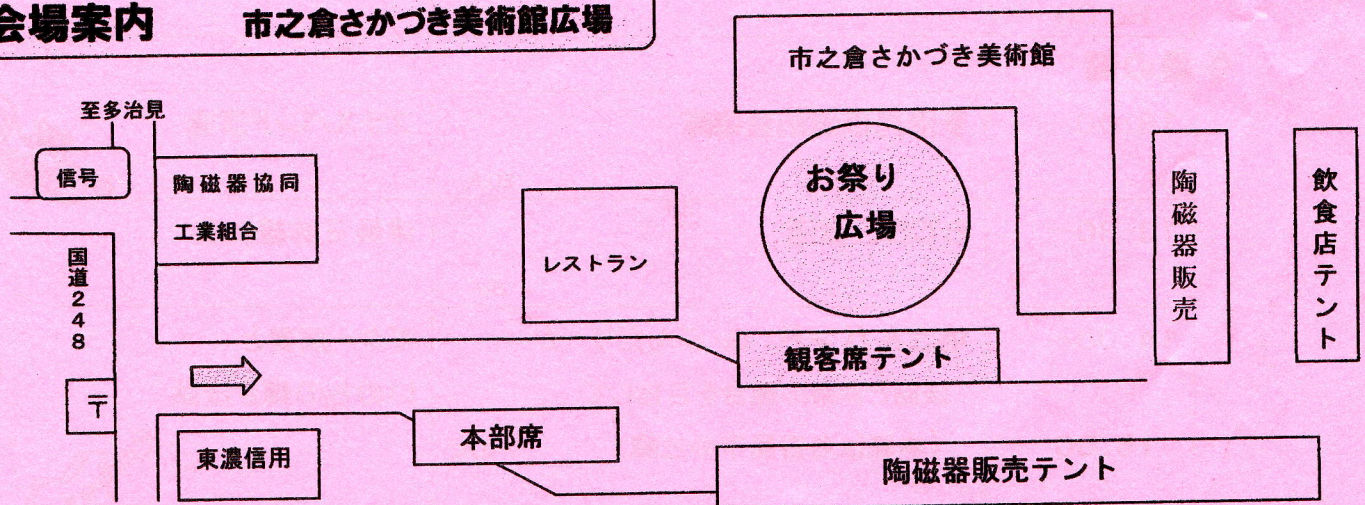 会場案内 市之倉さかづき美術館広場
市之倉さかづき美術館
至多治見
信号
陶磁器協同
工業組合
お祭り
広場
陶磁器販売
飲食店テント
レストラン
国道248
観客席テント
〒
東濃信用
本部席
陶磁器販売テント